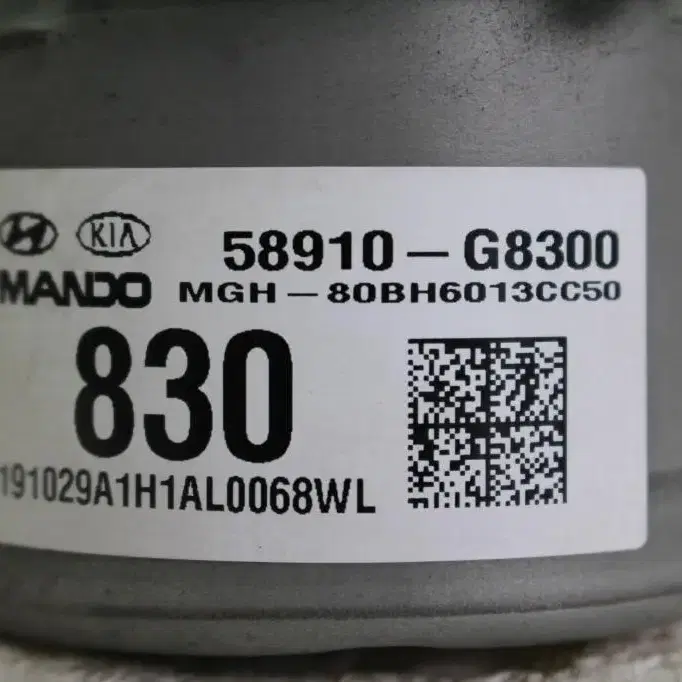 KIA
58910-G8300
MANDO
MGH-80BH6013CC50
830
191029A1H1AL0068WL